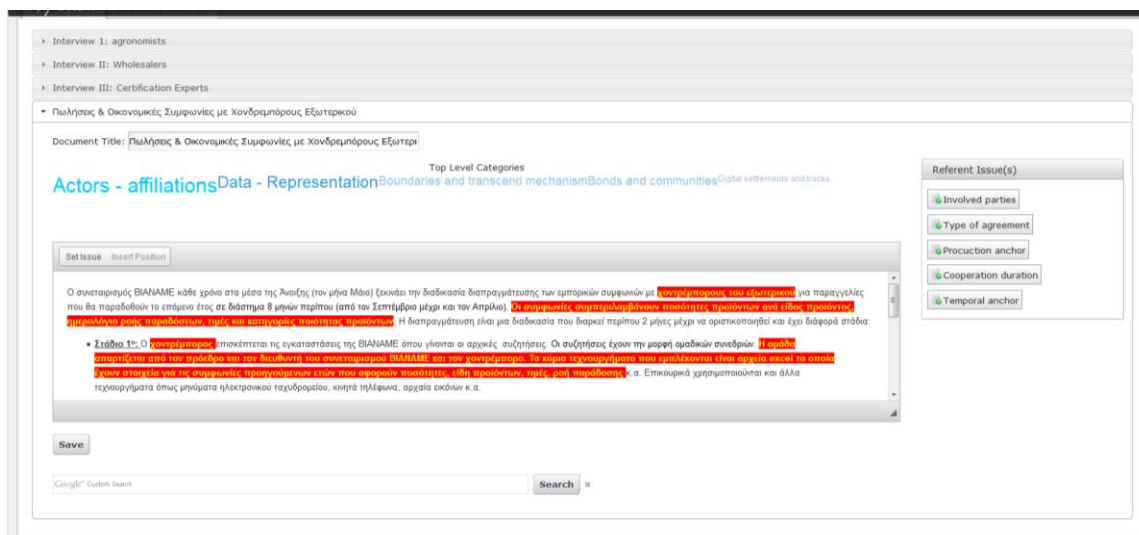 Interview 1: agronomists
Interview II: Wholesalers
Interview III: Certification Experts
Πωλήσεις & Οικονομικές Συμφωνίες με Χονδρεμπόρους Εξωτερικού
Document Title: Πωλήσεις & Οικονομικές Συμφωνίες με Χονδρεμπόρους Εξωτερι
Top Level Categories
Actors - affiliations Data - Representation Boundaries and transcend mechanism Bonds and communities Digital settlements and traces
Set Issue Insert Position
Ο συνεταιρισμός ΒΙΑΝΑΜΕ κάθε χρόνο στα μέσα της Άνοιξης (τον μήνα Μάιο) ξεκινάει την διαδικασία διαπραγμάτευσης των εμπορικών συμφωνιών με χοντρέμπορους του εξωτερικού για παραγγελίες
που θα παραδοθούν το επόμενο έτος σε διάστημα 8 μηνών περίπου (από τον Σεπτέμβριο μέχρι και τον Απρίλιο). Οι συμφωνίες συμπεριλαμβάνουν ποσότητες προϊόντων ανά είδος προϊόντος,
ημερολόγιο ροής παραδόσεων, τιμές και κατηγορίες ποιότητας προϊόντων. Η διαπραγμάτευση είναι μια διαδικασία που διαρκεί περίπου 2 μήνες μέχρι να οριστικοποιηθεί και έχει διάφορά στάδια:
• Στάδιο 1ο: Ο χοντρέμπορος επισκέπτεται τις εγκαταστάσεις της ΒΙΑΝΑΜΕ όπου γίνονται οι αρχικές συζητήσεις. Οι συζητήσεις έχουν την μορφή ομαδικών συνεδριών. Η ομάδα
απαρτίζεται από τον πρόεδρο και τον διευθυντή του συνεταιρισμού ΒΙΑΝΑΜΕ και τον χοντρέμπορο. Τα κύρια τεχνουργήματα που εμπλέκονται είναι αρχεία excel τα οποία
έχουν στοιχεία για τις συμφωνίες προηγούμενων ετών που αφορούν ποσότητες, είδη προϊόντων, τιμές, ροή παράδοσης κ.α. Επικουρικά χρησιμοποιούνται και άλλα
τεχνουργήματα όπως μηνύματα ηλεκτρονικού ταχυδρομείου, κινητά τηλέφωνα, αρχαία εικόνων κ.α.
Save
Google™ Custom Search Search ×
Referent Issue(s)
Involved parties
Type of agreement
Procuction anchor
Cooperation duration
Temporal anchor